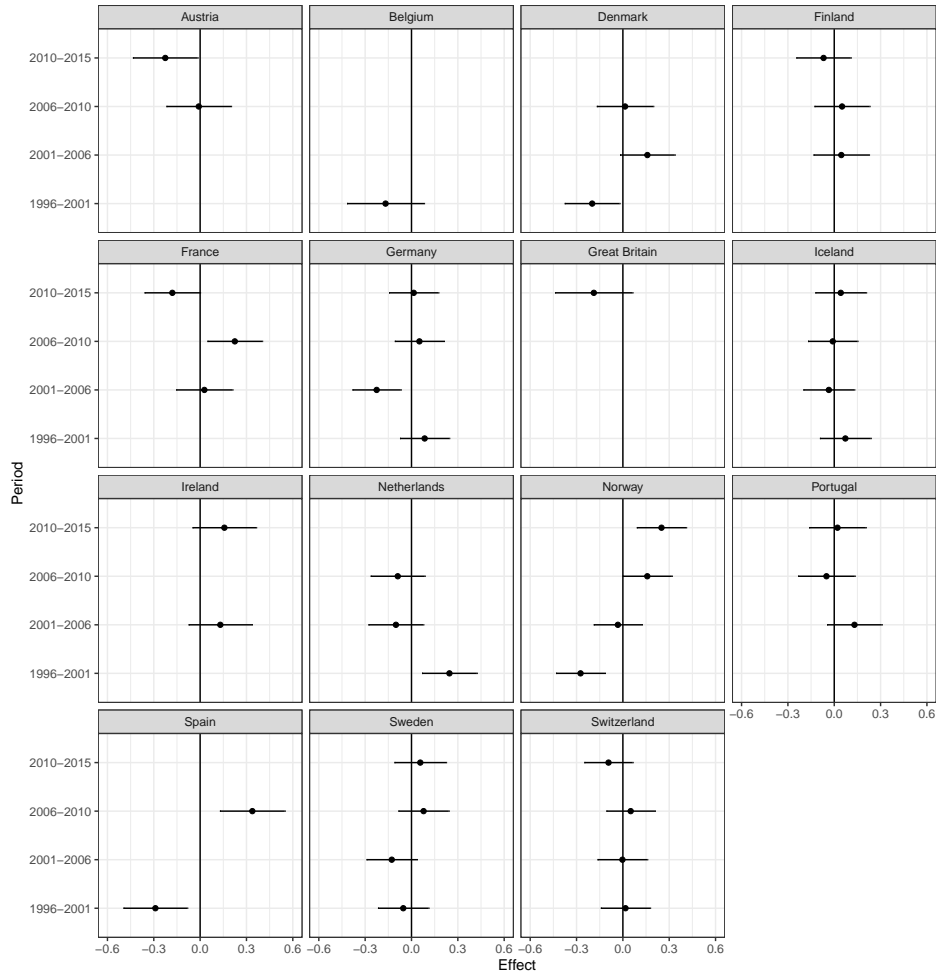 Austria Belgium Denmark Finland
2010−2015
2006−2010
2001−2006
1996−2001
France Germany Great Britain Iceland
2010−2015
2006−2010
2001−2006
1996−2001
Ireland Netherlands Norway Portugal
2010−2015
2006−2010
2001−2006
1996−2001
−0.6 −0.3 0.0 0.3 0.6
Spain Sweden Switzerland
2010−2015
2006−2010
2001−2006
1996−2001
−0.6 −0.3 0.0 0.3 0.6 −0.6 −0.3 0.0 0.3 0.6 −0.6 −0.3 0.0 0.3 0.6
Effect
Period